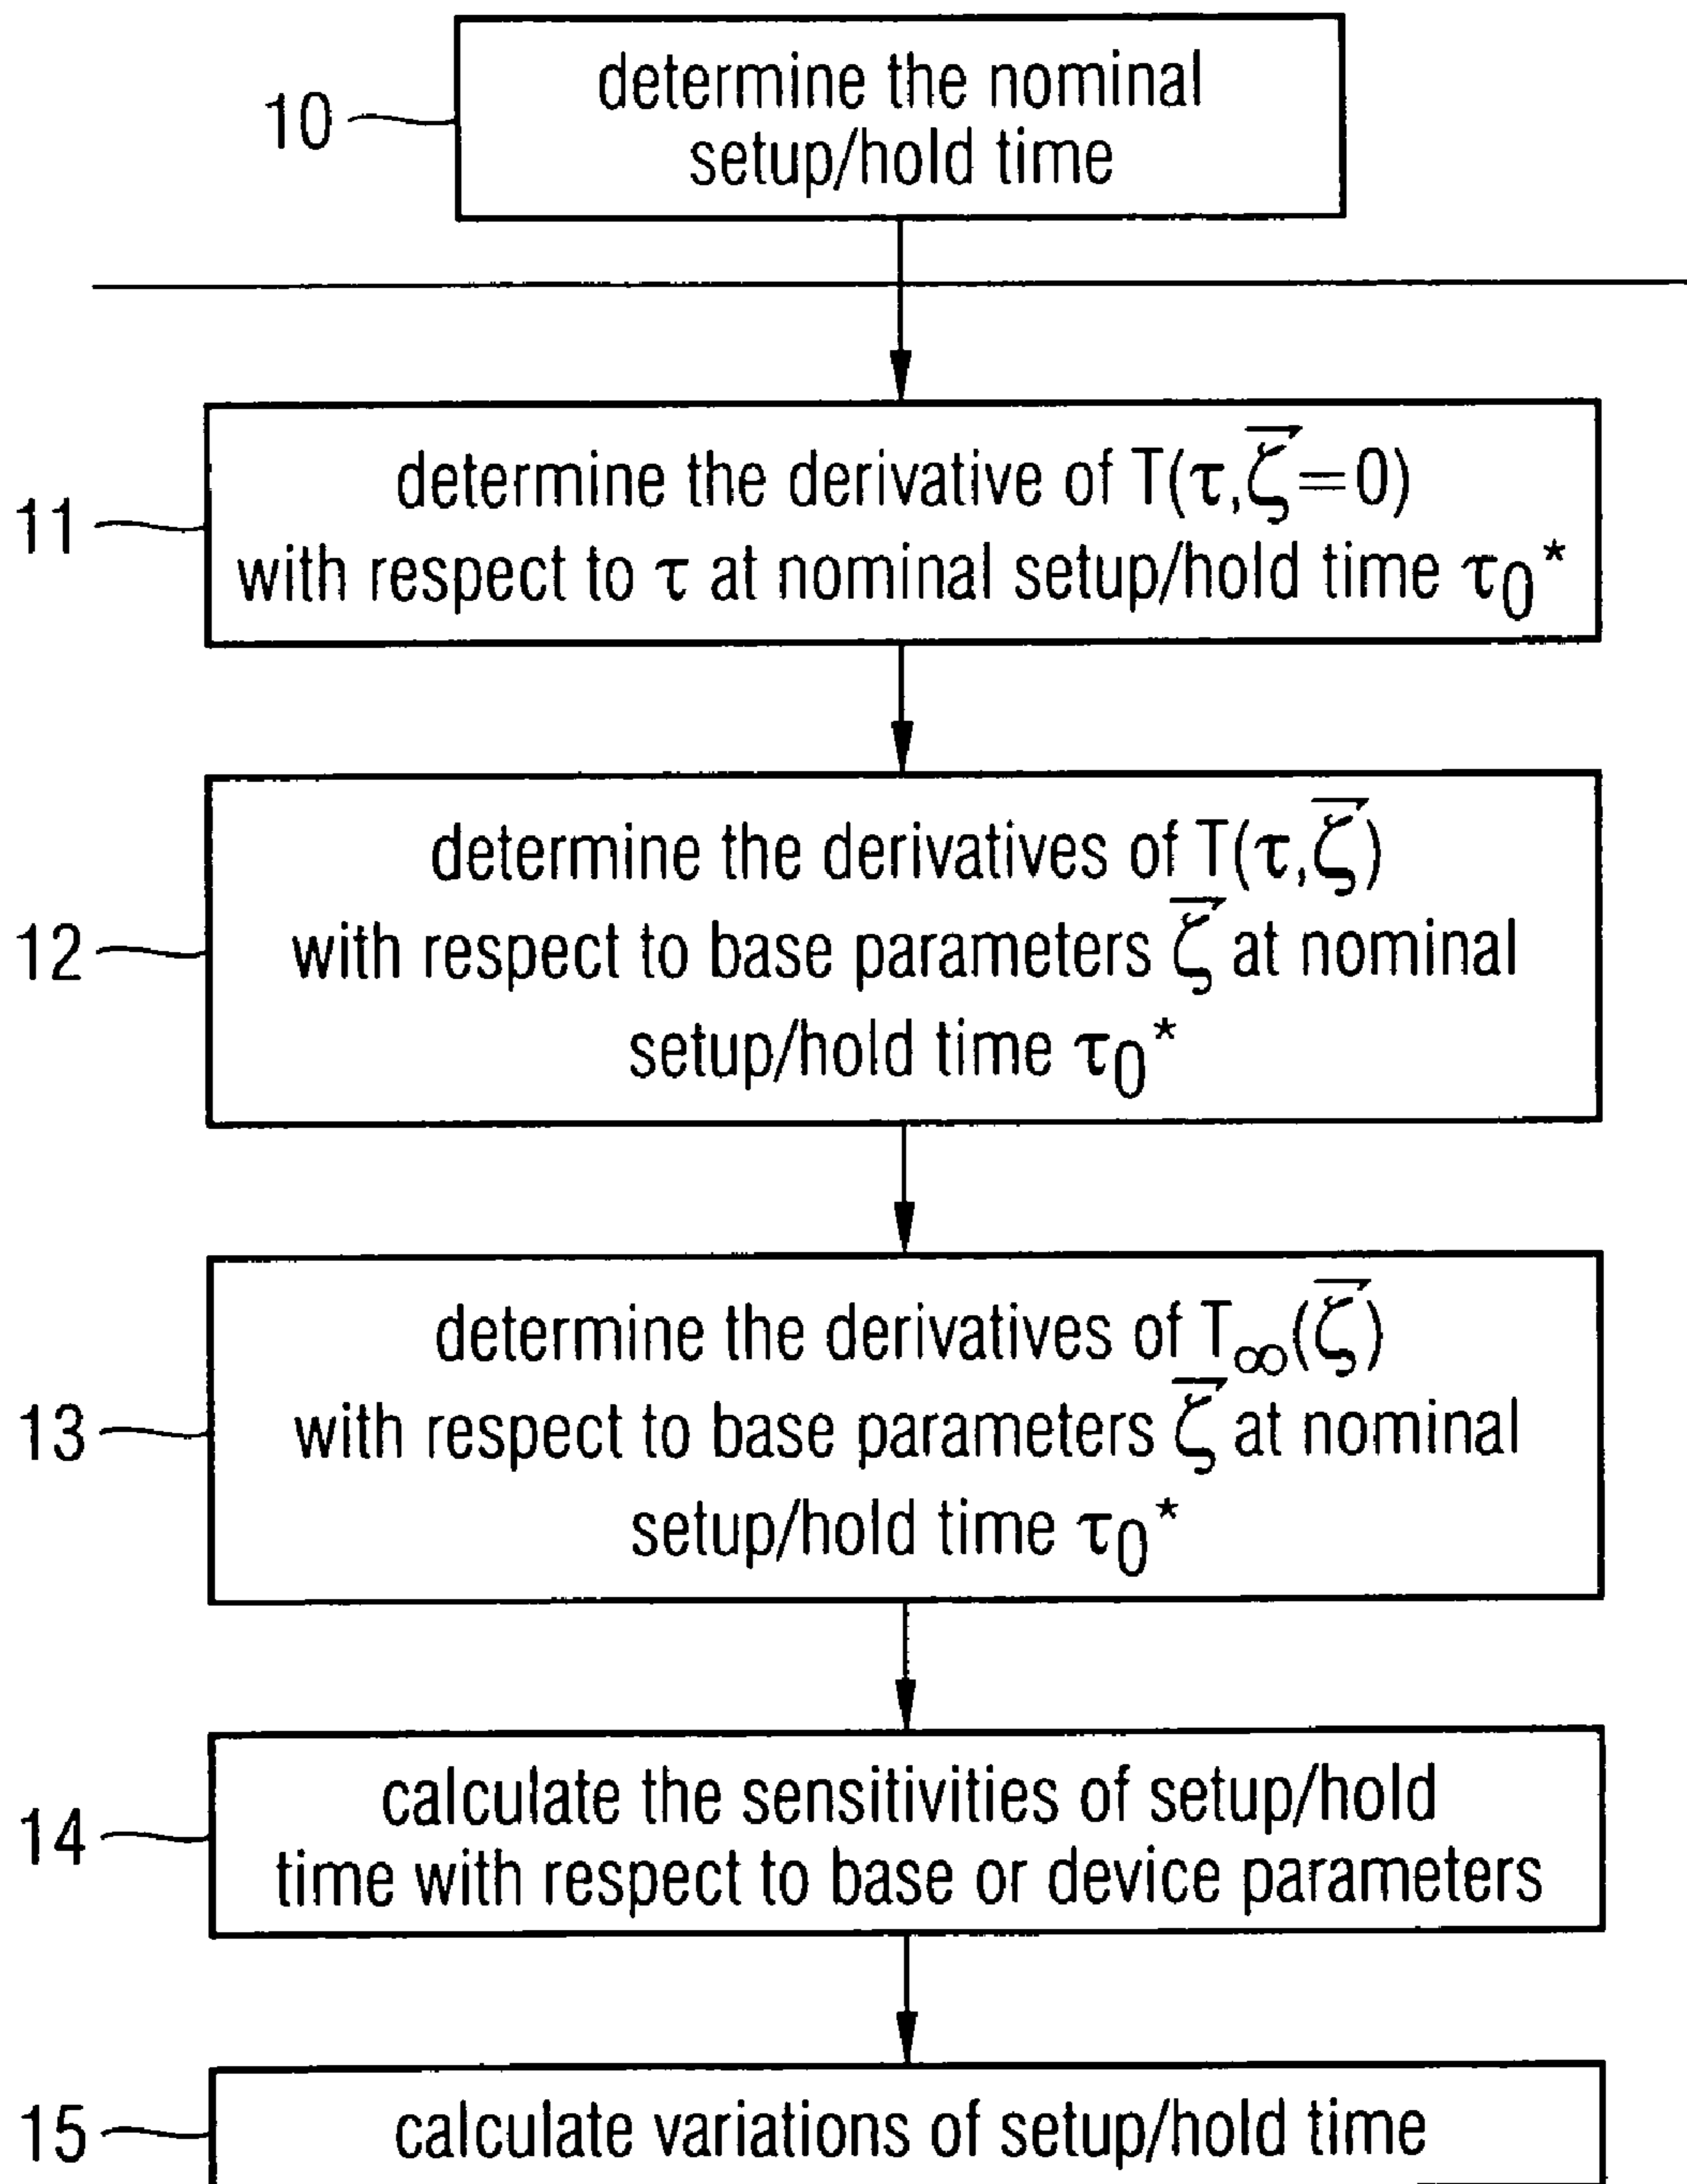 10
determine the nominal
setup/hold time
11
determine the derivative of T(τ,ζ⃗=0)
with respect to τ at nominal setup/hold time τ₀*
12
determine the derivatives of T(τ,ζ⃗)
with respect to base parameters ζ⃗ at nominal
setup/hold time τ₀*
13
determine the derivatives of T∞(ζ⃗)
with respect to base parameters ζ⃗ at nominal
setup/hold time τ₀*
14
calculate the sensitivities of setup/hold
time with respect to base or device parameters
15
calculate variations of setup/hold time